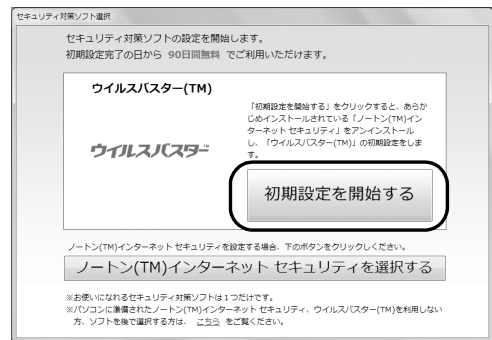 セキュリティ対策ソフト選択
セキュリティ対策ソフトの設定を開始します。
初期設定完了の日から 90日間無料 でご利用いただけます。
ウイルスバスター(TM)
「初期設定を開始する」をクリックすると、あらか
じめインストールされている「ノートン(TM)イン
ターネット セキュリティ」をアンインストール
し、「ウイルスバスター(TM)」の初期設定をしま
す。
ウイルスバスター™
初期設定を開始する
ノートン(TM)インターネット セキュリティを設定する場合、下のボタンをクリックしください。
ノートン(TM)インターネット セキュリティを選択する
※お使いになれるセキュリティ対策ソフトは1つだけです。
※パソコンに準備されたノートン(TM)インターネット セキュリティ、ウイルスバスター(TM)を利用しない
方、ソフトを後で選択する方は、 こちら をご覧ください。